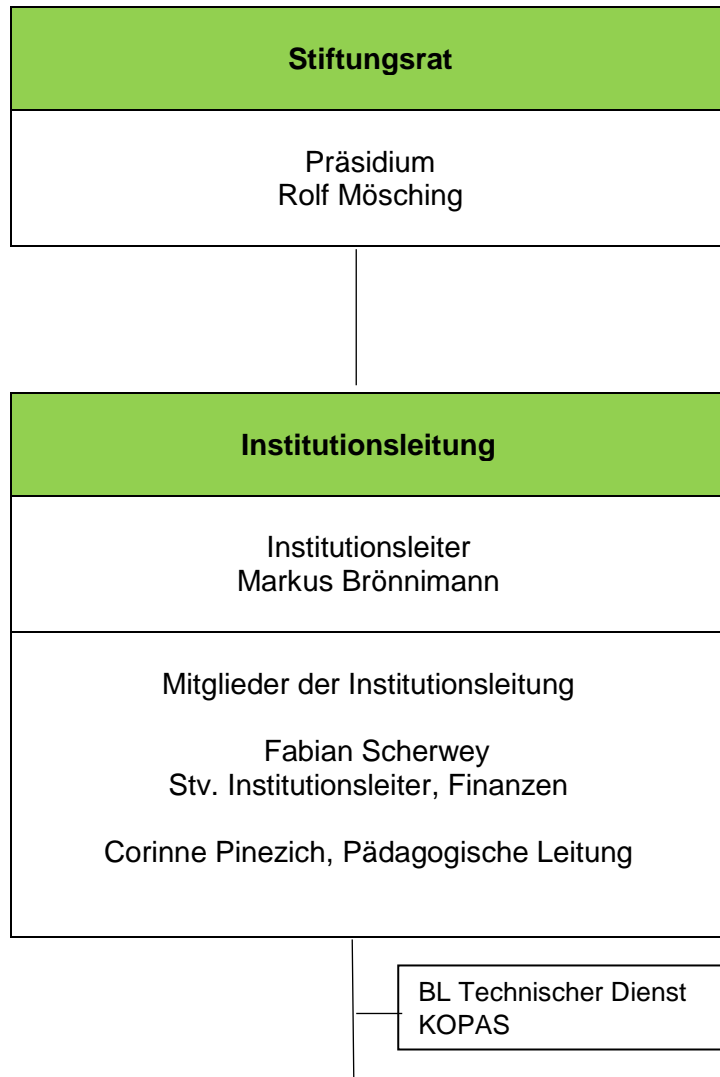 Stiftungsrat
Präsidium
Rolf Mösching
Institutionsleitung
Institutionsleiter
Markus Brönnimann
Mitglieder der Institutionsleitung
Fabian Scherwey
Stv. Institutionsleiter, Finanzen
Corinne Pinezich, Pädagogische Leitung
BL Technischer Dienst
KOPAS